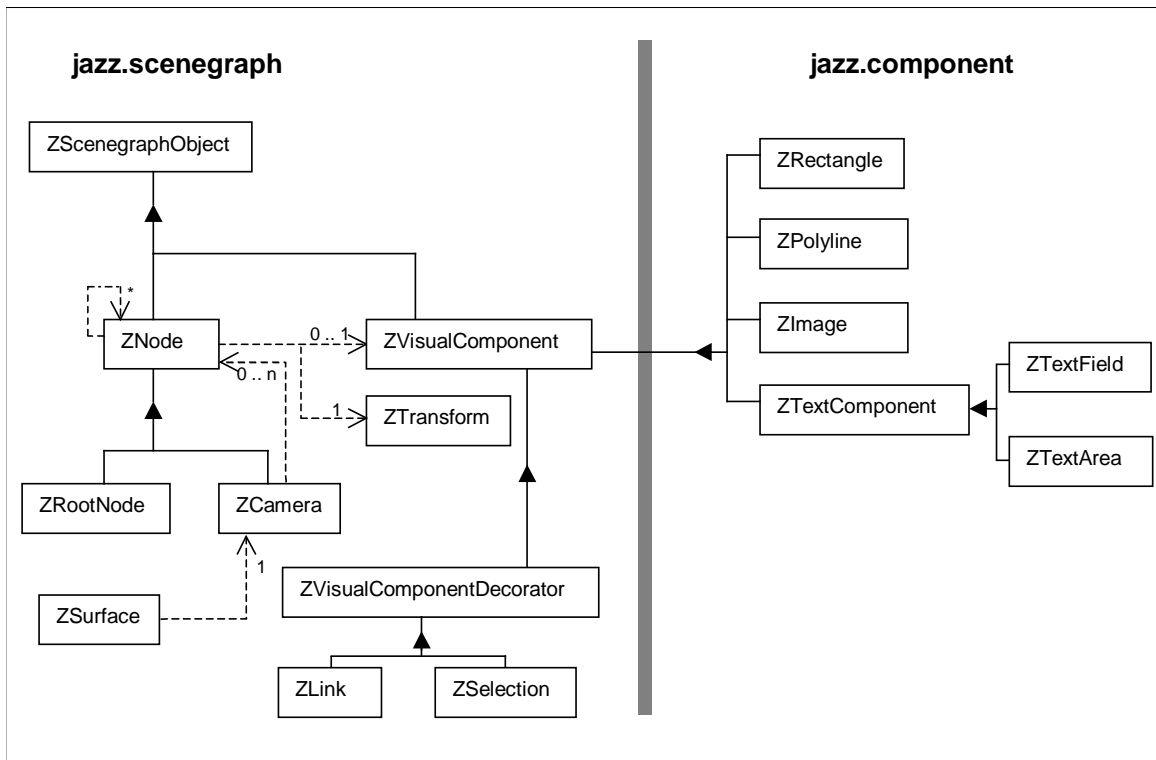 jazz.scenegraph
jazz.component
ZScenegraphObject
ZRectangle
ZPolyline
*
ZNode
0 .. 1
ZVisualComponent
ZImage
0 .. n
ZTextField
1
ZTransform
ZTextComponent
ZTextArea
ZRootNode
ZCamera
1
ZVisualComponentDecorator
ZSurface
ZLink
ZSelection